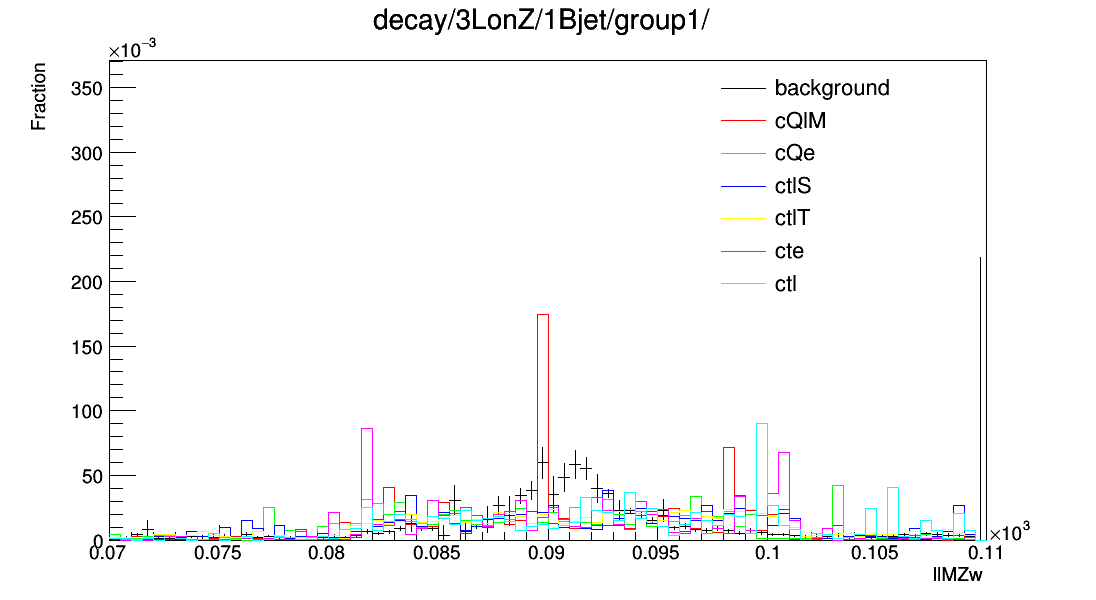 decay/3LonZ/1Bjet/group1/
×10⁻³
Fraction
350
300
250
200
150
100
50
0
background
cQlM
cQe
ctlS
ctlT
cte
ctl
0.07
0.075
0.08
0.085
0.09
0.095
0.1
0.105
0.11
×10³
llMZw